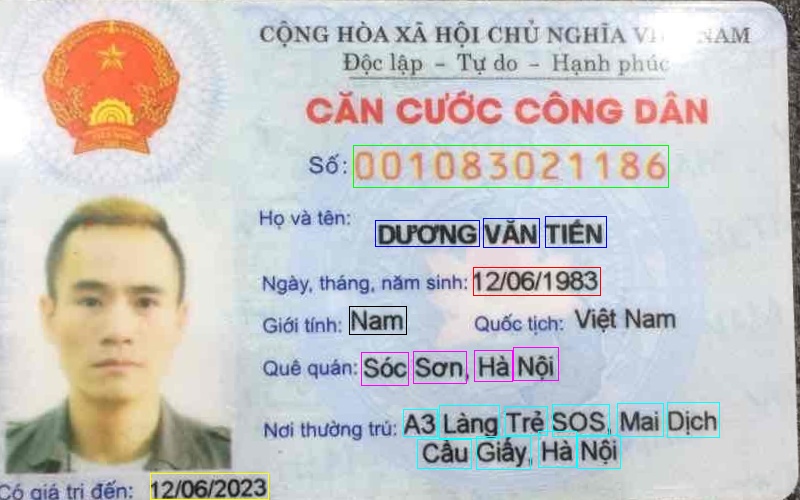 CỘNG HÒA XÃ HỘI CHỦ NGHĨA VIỆT NAM
Độc lập - Tự do - Hạnh phúc
CĂN CƯỚC CÔNG DÂN
Số: 001083021186
Họ và tên: DƯƠNG VĂN TIẾN
Ngày, tháng, năm sinh: 12/06/1983
Giới tính: Nam Quốc tịch: Việt Nam
Quê quán: Sóc Sơn, Hà Nội
Nơi thường trú: A3 Làng Trẻ SOS, Mai Dịch
Cầu Giấy, Hà Nội
Có giá trị đến: 12/06/2023